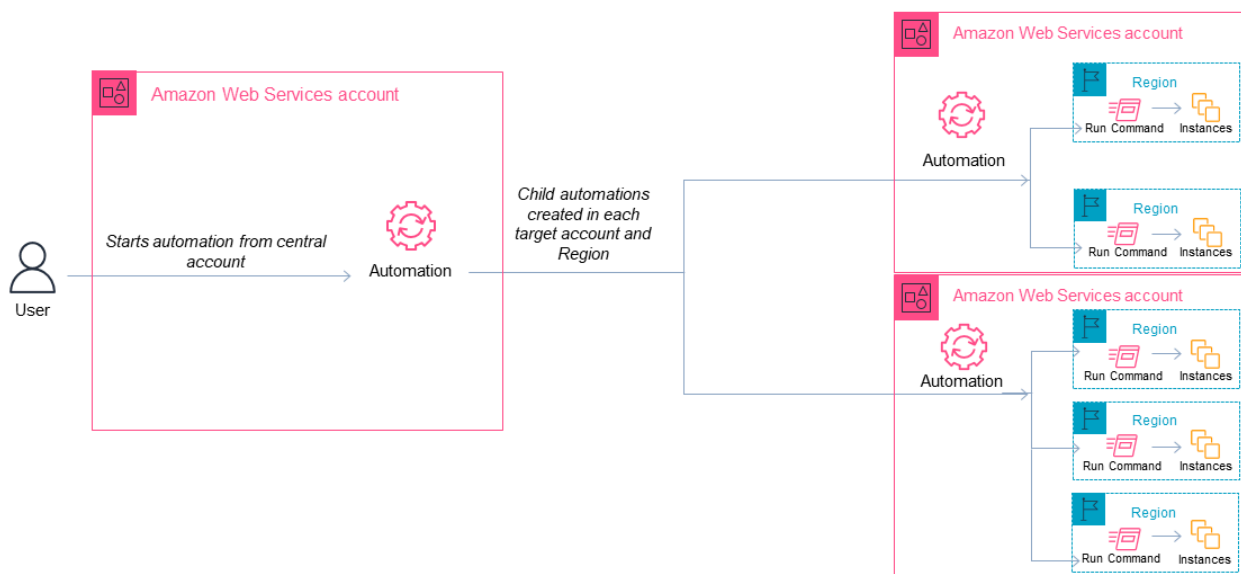 Amazon Web Services account
Starts automation from central
account
User
Automation
Child automations
created in each
target account and
Region
Amazon Web Services account
Automation
Region
Run Command
Instances
Region
Run Command
Instances
Amazon Web Services account
Automation
Region
Run Command
Instances
Region
Run Command
Instances
Region
Run Command
Instances